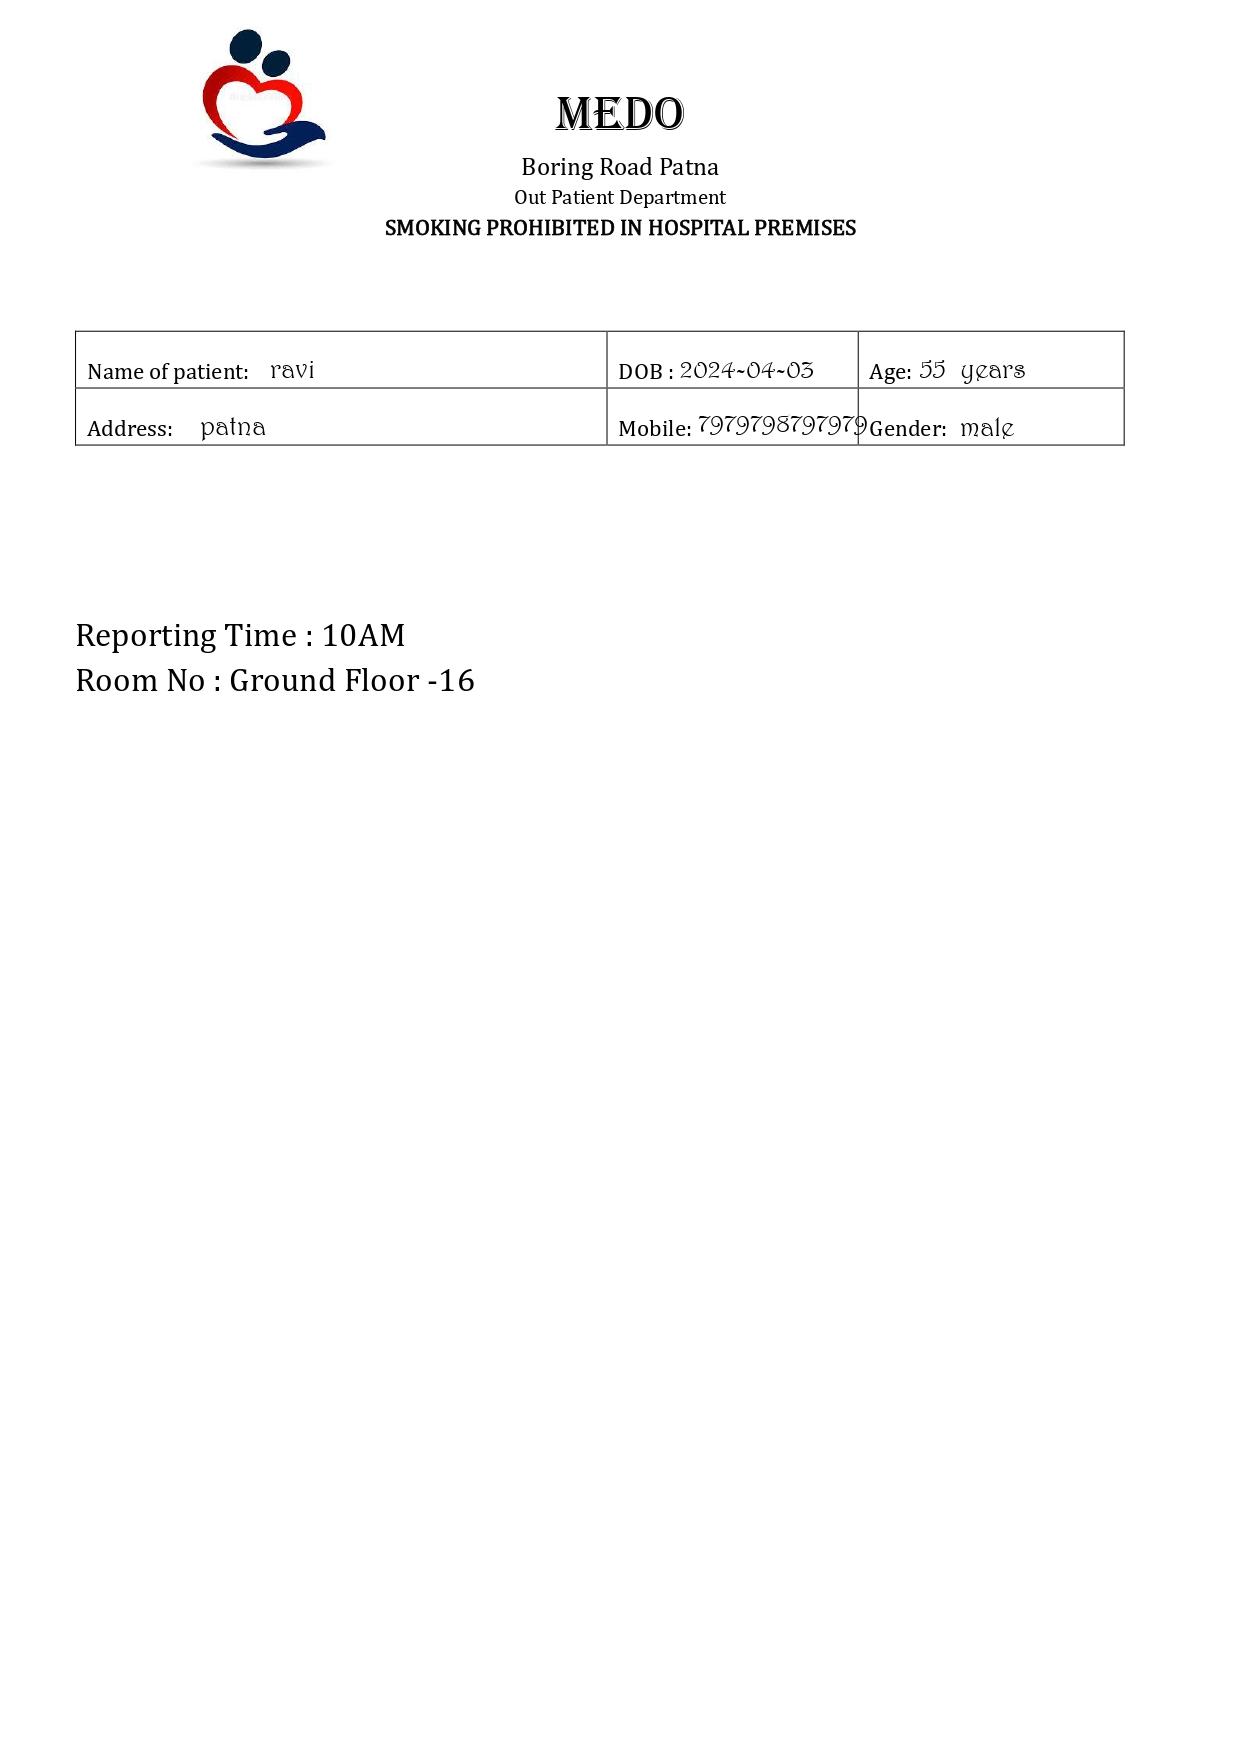 MEDO
Boring Road Patna
Out Patient Department
SMOKING PROHIBITED IN HOSPITAL PREMISES
Name of patient: ravi DOB : 2024-04-03 Age: 55 years
Address: patna Mobile: 7979798797979 Gender: male
Reporting Time : 10AM
Room No : Ground Floor -16